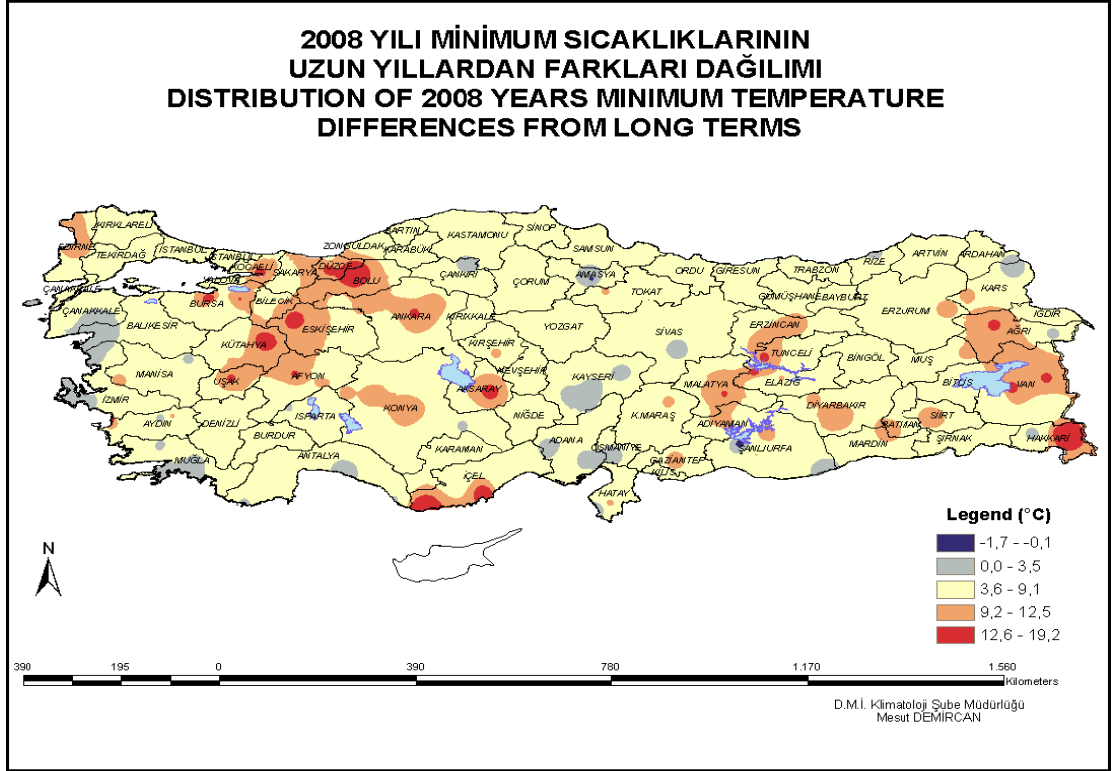 2008 YILI MİNİMUM SICAKLIKLARININ
UZUN YILLARDAN FARKLARI DAĞILIMI
DISTRIBUTION OF 2008 YEARS MINIMUM TEMPERATURE
DIFFERENCES FROM LONG TERMS
KIRKLARELİ
EDİRNE
TEKİRDAĞ
İSTANBUL
İSTANBUL
KOCAELİ
YALOVA
SAKARYA
DÜZCE
ZONGULDAK
BARTIN
KARABÜK
KASTAMONU
SİNOP
SAMSUN
ORDU
GİRESUN
TRABZON
RİZE
ARTVİN
ARDAHAN
KARS
IĞDIR
AĞRI
BOLU
ÇANKIRI
ÇORUM
AMASYA
TOKAT
GÜMÜŞHANE
BAYBURT
ERZURUM
ERZİNCAN
ÇANAKKALE
ÇANAKKALE
BALIKESİR
BURSA
BİLECİK
ESKİŞEHİR
ANKARA
KIRIKKALE
YOZGAT
SİVAS
TUNCELİ
BİNGÖL
MUŞ
BİTLİS
VAN
KÜTAHYA
KIRŞEHİR
NEVŞEHİR
KAYSERİ
MALATYA
ELAZIĞ
DİYARBAKIR
BATMAN
SİİRT
HAKKARİ
MANİSA
UŞAK
AFYON
AKSARAY
İZMİR
AYDIN
DENİZLİ
ISPARTA
KONYA
NİĞDE
K.MARAŞ
ADIYAMAN
ŞANLIURFA
MARDİN
ŞIRNAK
MUĞLA
BURDUR
ANTALYA
KARAMAN
İÇEL
ADANA
OSMANİYE
GAZİANTEP
KİLİS
HATAY
Legend (°C)
-1,7 - -0,1
0,0 - 3,5
3,6 - 9,1
9,2 - 12,5
12,6 - 19,2
N
390 195 0 390 780 1.170 1.560
Kilometers
D.M.İ. Klimatoloji Şube Müdürlüğü
Mesut DEMİRCAN